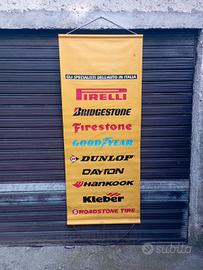 GLI SPECIALISTI DELL'AUTO IN ITALIA
PIRELLI
BRIDGESTONE
Firestone
GOODYEAR
DUNLOP
DAYTON
HANKOOK
Kleber
ROADSTONE TIRE
subito